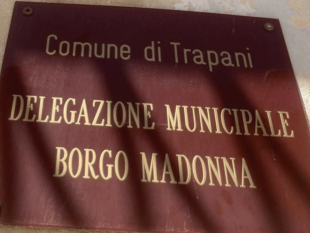 Comune di Trapani
DELEGAZIONE MUNICIPALE
BORGO MADONNA